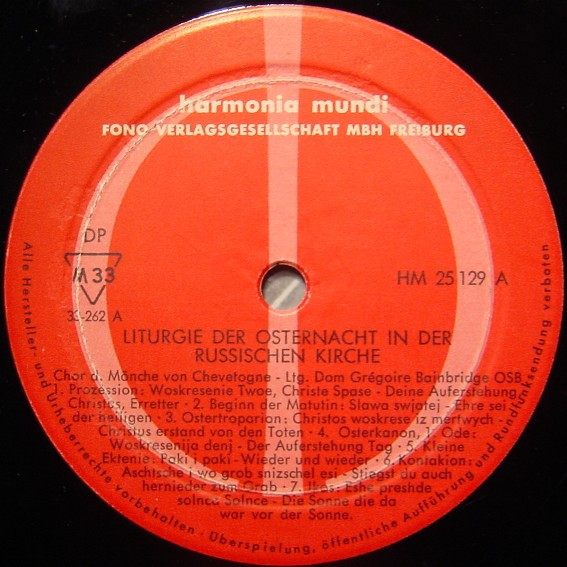 harmonia mundi
FONO VERLAGSGESELLSCHAFT MBH FREIBURG
DP
M 33
33-262 A
HM 25 129 A
LITURGIE DER OSTERNACHT IN DER
RUSSISCHEN KIRCHE
Chor d. Mönche von Chevetogne - Ltg. Dom Grégoire Bainbridge OSB
1. Prozession: Woskresenie Twoe, Christe Spase - Deine Auferstehung,
Christus, Erretter - 2. Beginn der Matutin: Slawa swjatej - Ehre sei
der heiligen - 3. Ostertroparion: Christos woskrese iz mertwych -
Christus erstand von den Toten - 4. Osterkanon, 1. Ode:
Woskresenija denj - Der Auferstehung Tag - 5. Kleine
Ektenie: Paki i paki - Wieder und wieder - 6. Kontakion:
Aschtsche i wo grob snizschel esi - Stiegst du auch
hernieder zum Grab - 7. Ikos: Eshe preshde
solnca Solnce - Die Sonne die da
war vor der Sonne.
Alle Hersteller- und Urheberrechte vorbehalten · Überspielung, öffentliche Aufführung und Rundfunksendung verboten